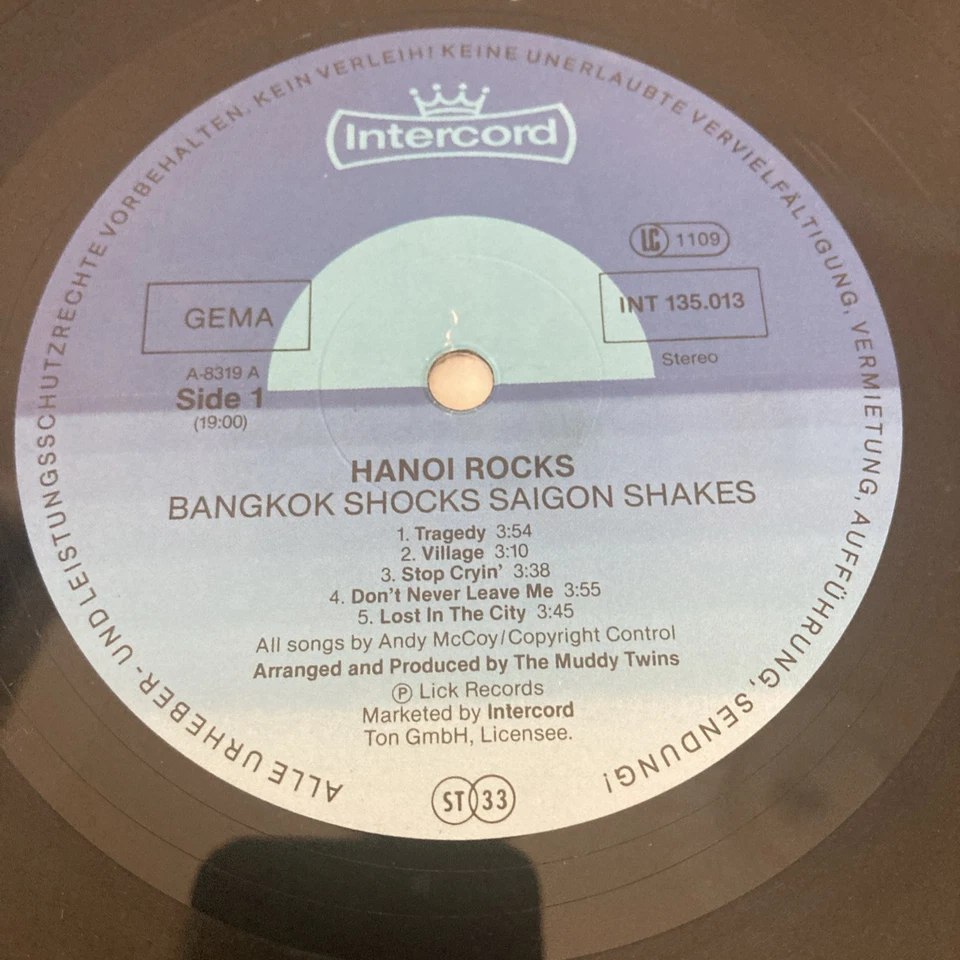 ALLE URHEBER- UND LEISTUNGSSCHUTZRECHTE VORBEHALTEN. KEIN VERLEIH! KEINE UNERLAUBTE VERVIELFÄLTIGUNG, VERMIETUNG, AUFFÜHRUNG, SENDUNG!
Intercord
LC 1109
GEMA
INT 135.013
Stereo
A-8319 A
Side 1
(19:00)
HANOI ROCKS
BANGKOK SHOCKS SAIGON SHAKES
1. Tragedy 3:54
2. Village 3:10
3. Stop Cryin' 3:38
4. Don't Never Leave Me 3:55
5. Lost In The City 3:45
All songs by Andy McCoy/Copyright Control
Arranged and Produced by The Muddy Twins
Ⓟ Lick Records
Marketed by Intercord
Ton GmbH, Licensee.
ST 33